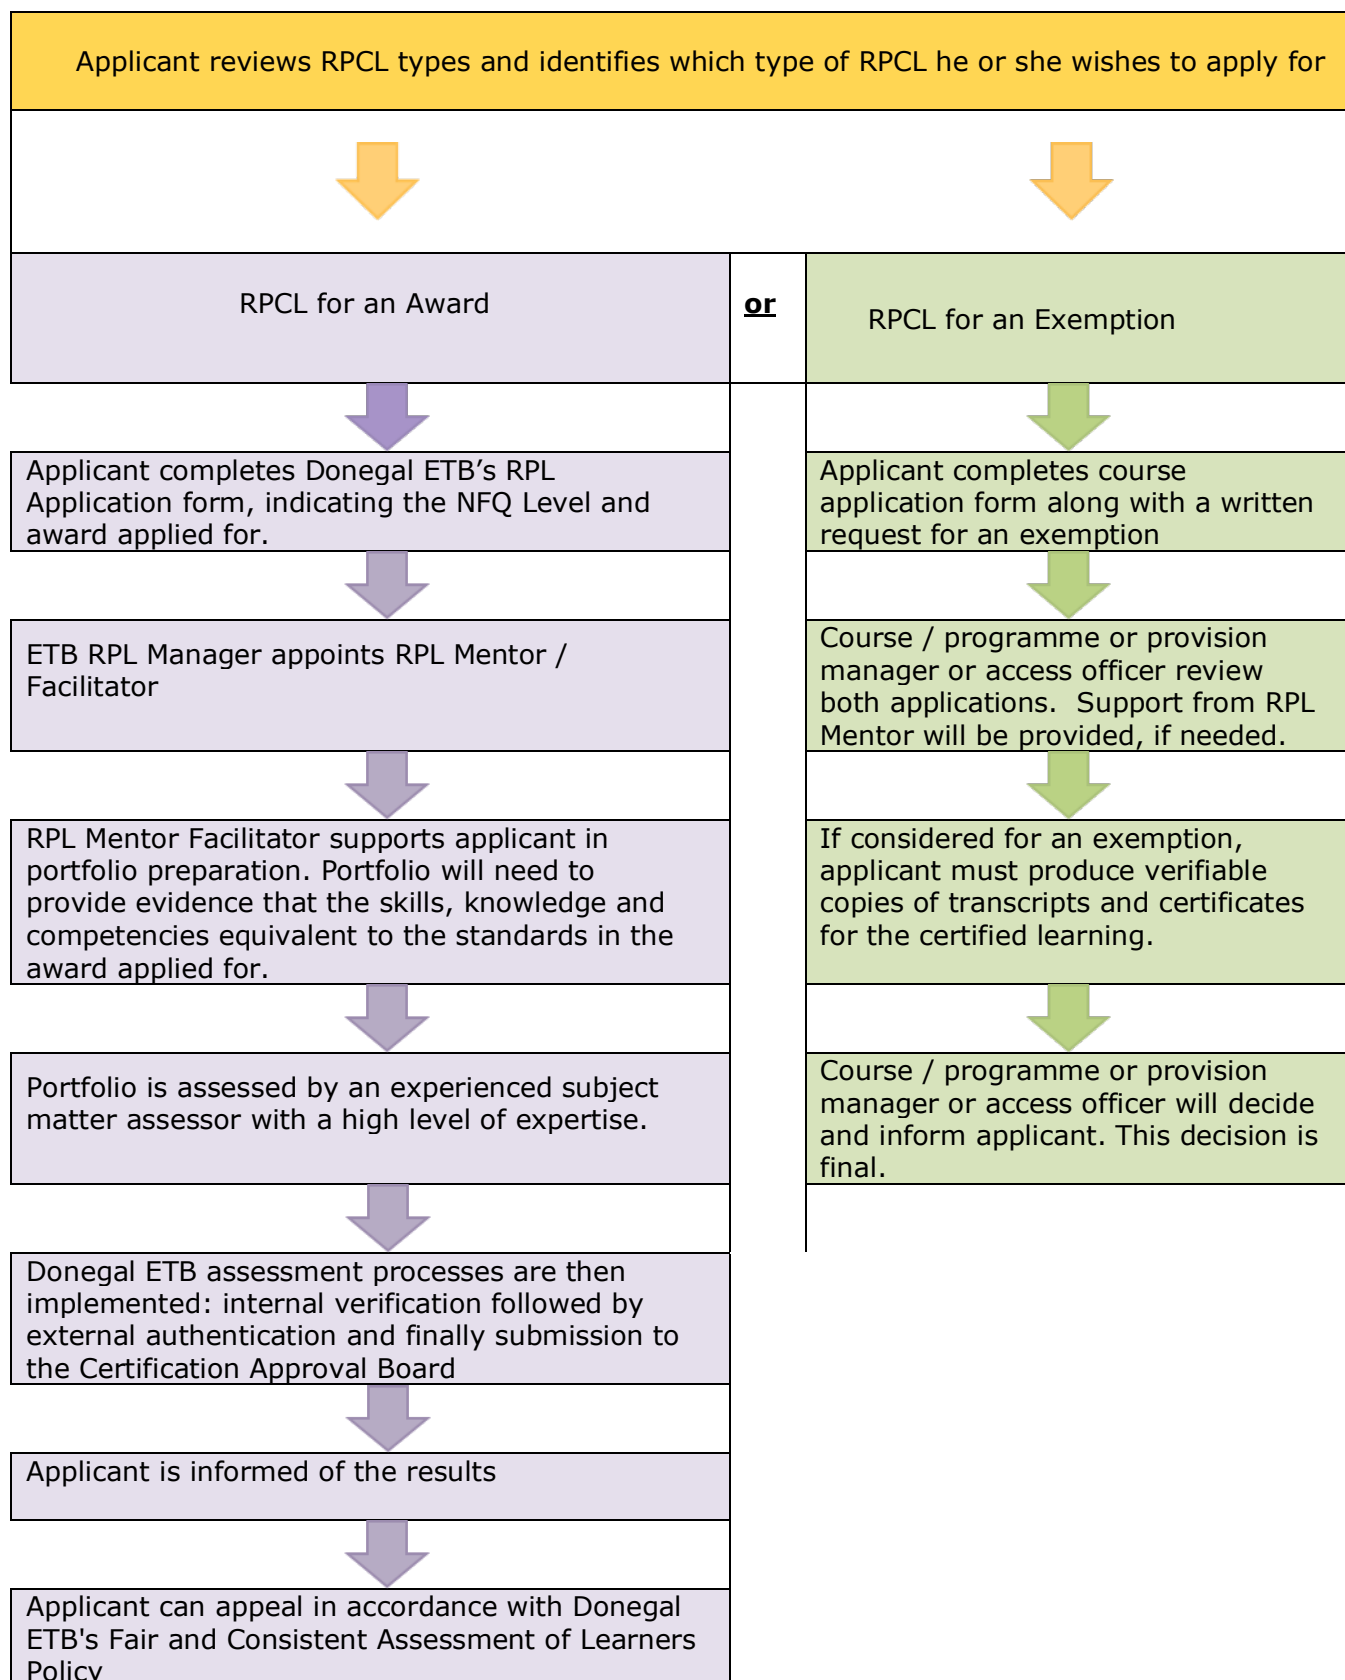 Applicant reviews RPCL types and identifies which type of RPCL he or she wishes to apply for
RPCL for an Award
or
RPCL for an Exemption
Applicant completes Donegal ETB’s RPL
Application form, indicating the NFQ Level and
award applied for.
ETB RPL Manager appoints RPL Mentor /
Facilitator
RPL Mentor Facilitator supports applicant in
portfolio preparation. Portfolio will need to
provide evidence that the skills, knowledge and
competencies equivalent to the standards in the
award applied for.
Portfolio is assessed by an experienced subject
matter assessor with a high level of expertise.
Donegal ETB assessment processes are then
implemented: internal verification followed by
external authentication and finally submission to
the Certification Approval Board
Applicant is informed of the results
Applicant can appeal in accordance with Donegal
ETB's Fair and Consistent Assessment of Learners
Policy
Applicant completes course
application form along with a written
request for an exemption
Course / programme or provision
manager or access officer review
both applications.  Support from RPL
Mentor will be provided, if needed.
If considered for an exemption,
applicant must produce verifiable
copies of transcripts and certificates
for the certified learning.
Course / programme or provision
manager or access officer will decide
and inform applicant. This decision is
final.